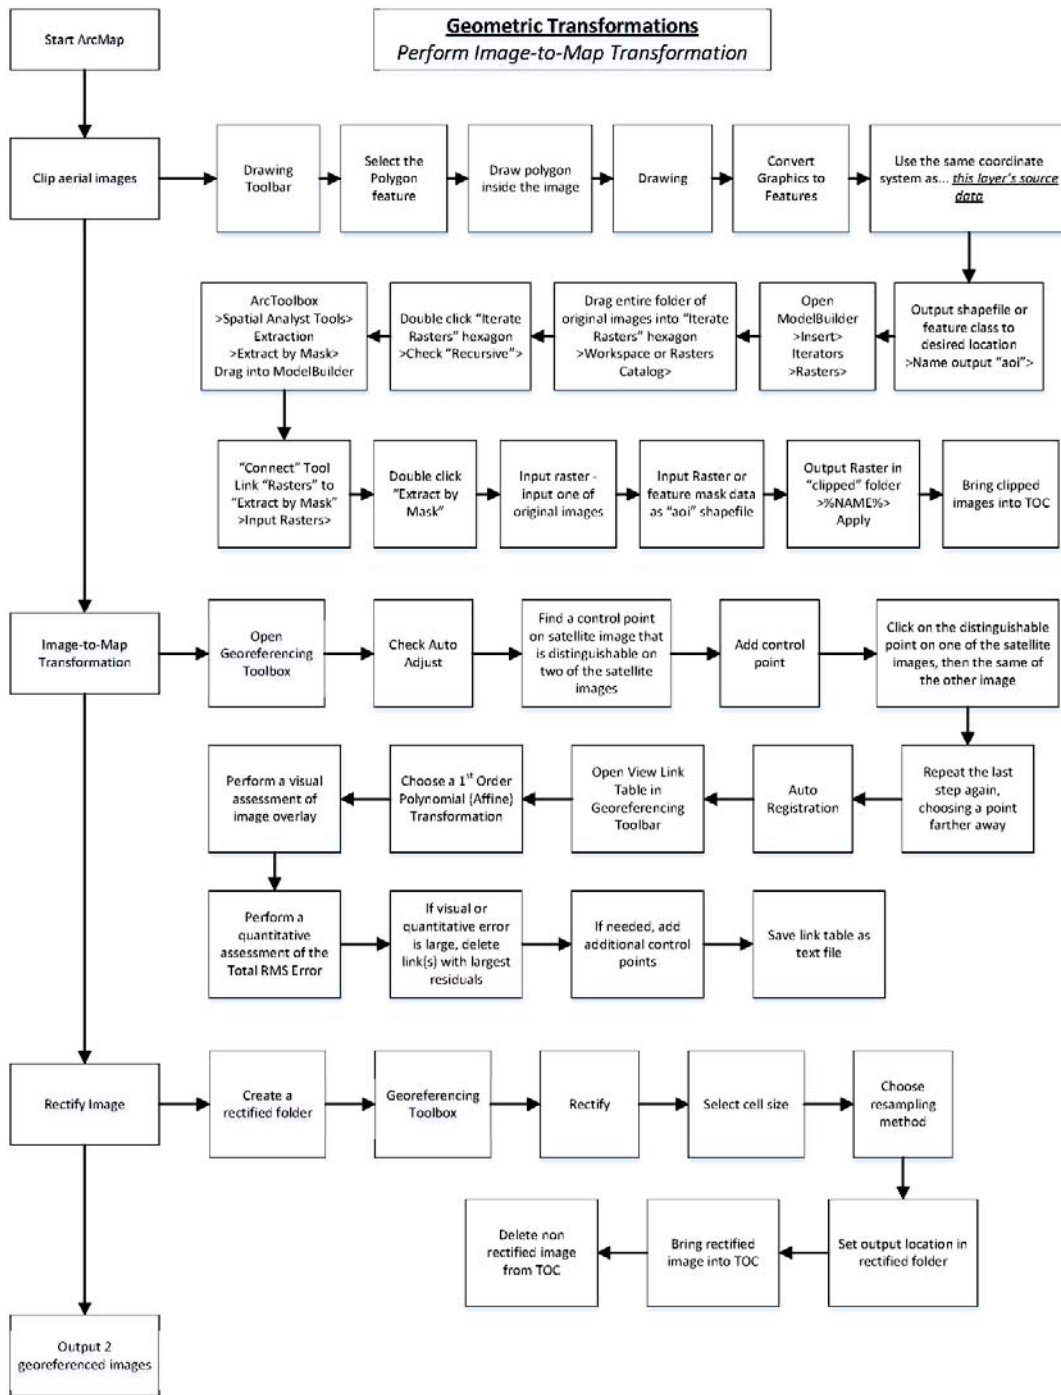 Geometric Transformations
Perform Image-to-Map Transformation
Start ArcMap
Clip aerial images
Drawing
Toolbar
Select the
Polygon
feature
Draw polygon
inside the image
Drawing
Convert
Graphics to
Features
Use the same coordinate
system as... this layer's source
data
Output shapefile or
feature class to
desired location
>Name output "aoi">
Open
ModelBuilder
>Insert>
Iterators
>Rasters>
Drag entire folder of
original images into "Iterate
Rasters" hexagon
>Workspace or Rasters
Catalog>
Double click "Iterate
Rasters" hexagon
>Check "Recursive">
ArcToolbox
>Spatial Analyst Tools>
Extraction
>Extract by Mask>
Drag into ModelBuilder
"Connect" Tool
Link "Rasters" to
"Extract by Mask"
>Input Rasters>
Double click
"Extract by
Mask"
Input raster -
input one of
original images
Input Raster or
feature mask data
as "aoi" shapefile
Output Raster in
"clipped" folder
>%NAME%>
Apply
Bring clipped
images into TOC
Image-to-Map
Transformation
Open
Georeferencing
Toolbox
Check Auto
Adjust
Find a control point
on satellite image that
is distinguishable on
two of the satellite
images
Add control
point
Click on the distinguishable
point on one of the satellite
images, then the same of
the other image
Repeat the last
step again,
choosing a point
farther away
Auto
Registration
Open View Link
Table in
Georeferencing
Toolbar
Choose a 1st Order
Polynomial (Affine)
Transformation
Perform a visual
assessment of
image overlay
Perform a
quantitative
assessment of the
Total RMS Error
If visual or
quantitative error
is large, delete
link(s) with largest
residuals
If needed, add
additional control
points
Save link table as
text file
Rectify Image
Create a
rectified folder
Georeferencing
Toolbox
Rectify
Select cell size
Choose
resampling
method
Set output location in
rectified folder
Bring rectified
image into TOC
Delete non
rectified image
from TOC
Output 2
georeferenced images